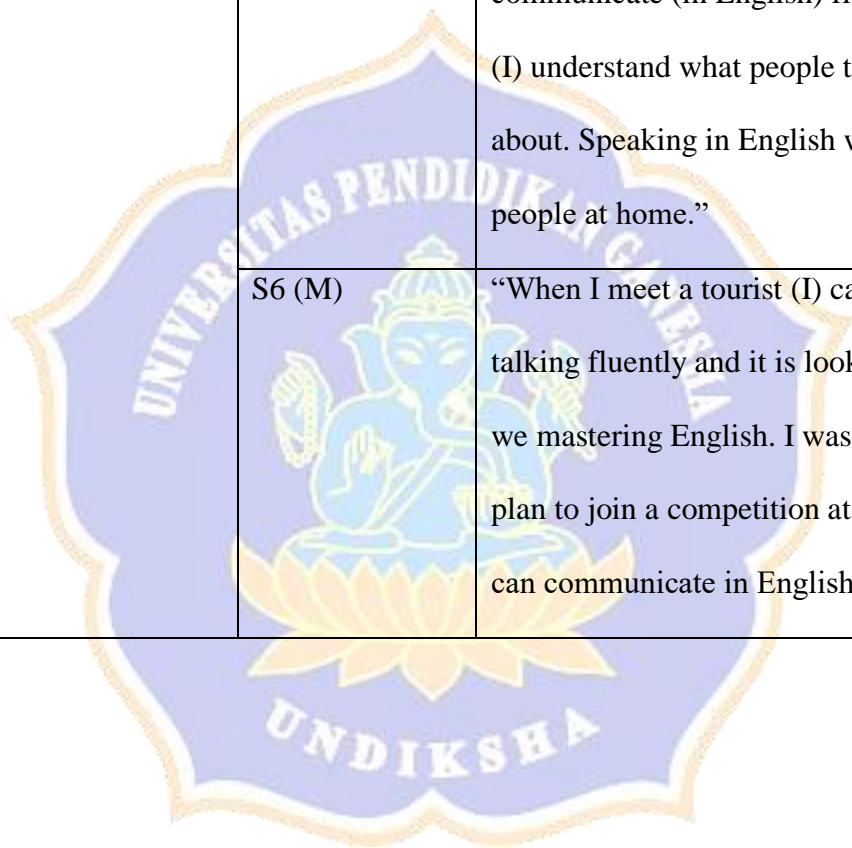 communicate (in English)
(I) understand what people
about. Speaking in English
people at home.”
S6 (M)
“When I meet a tourist (I)
talking fluently and it is
we mastering English. I was
plan to join a competition at
can communicate in English
UNIVERSITAS PENDIDIKAN GANESHA
UNDIKSHA